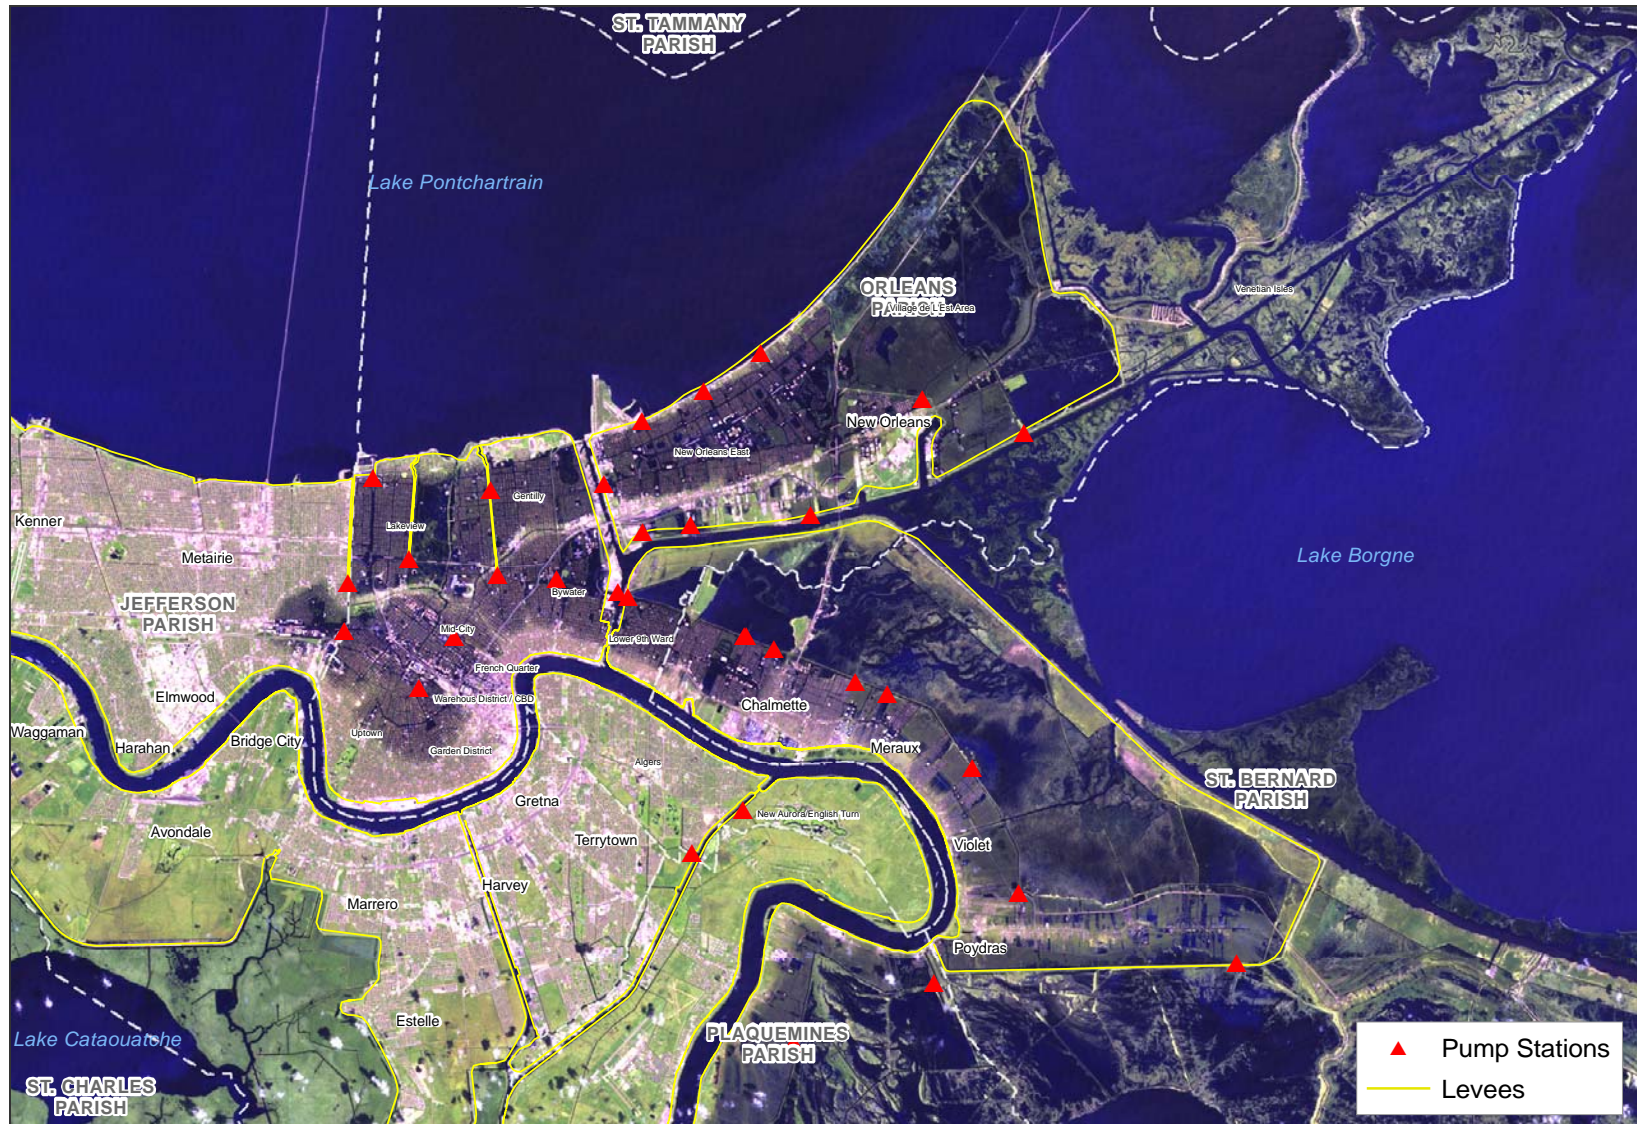 ST. TAMMANY
PARISH
Lake Pontchartrain
ORLEANS
PARISH
Village de L'Est Area
Venetian Isles
New Orleans
New Orleans East
Gentilly
Lakeview
Kenner
Metairie
Lake Borgne
JEFFERSON
PARISH
Bywater
Mid-City
Lower 9th Ward
French Quarter
Elmwood
Warehous District / CBD
Chalmette
Waggaman
Harahan
Bridge City
Uptown
Garden District
Meraux
Algers
ST. BERNARD
PARISH
Gretna
New Aurora/English Turn
Avondale
Terrytown
Violet
Harvey
Marrero
Poydras
Estelle
PLAQUEMINES
PARISH
Lake Cataouatche
ST. CHARLES
PARISH
Pump Stations
Levees